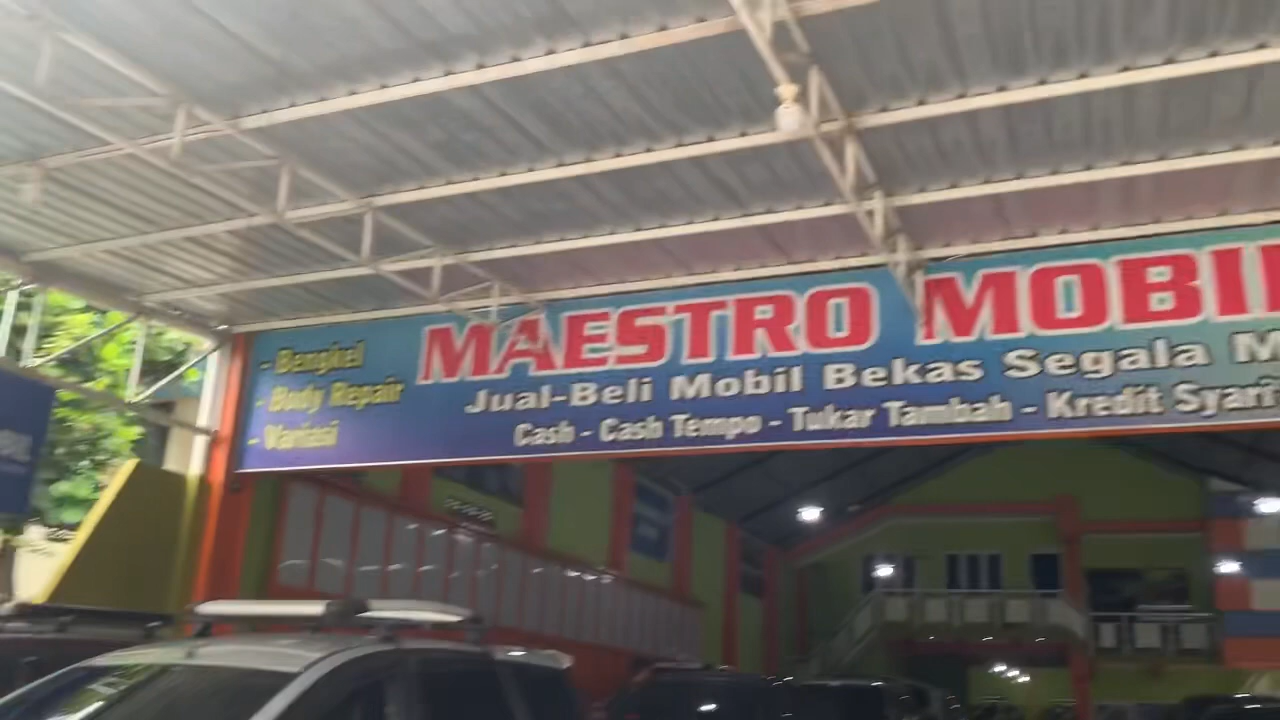 MAESTRO MOBI
- Bengkel
- Body Repair
- Variasi
Jual-Beli Mobil Bekas Segala M
Cash - Cash Tempo - Tukar Tambah - Kredit Syari'